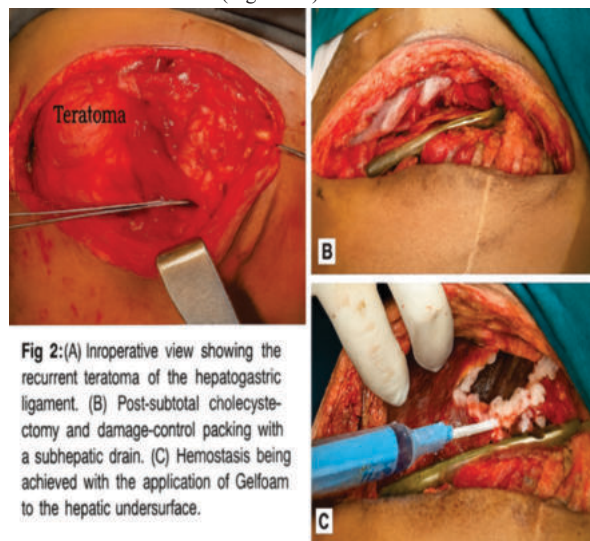 Teratoma
B
C
Fig 2:(A) Inroperative view showing the
recurrent teratoma of the hepatogastric
ligament. (B) Post-subtotal cholecyste-
ctomy and damage-control packing with
a subhepatic drain. (C) Hemostasis being
achieved with the application of Gelfoam
to the hepatic undersurface.